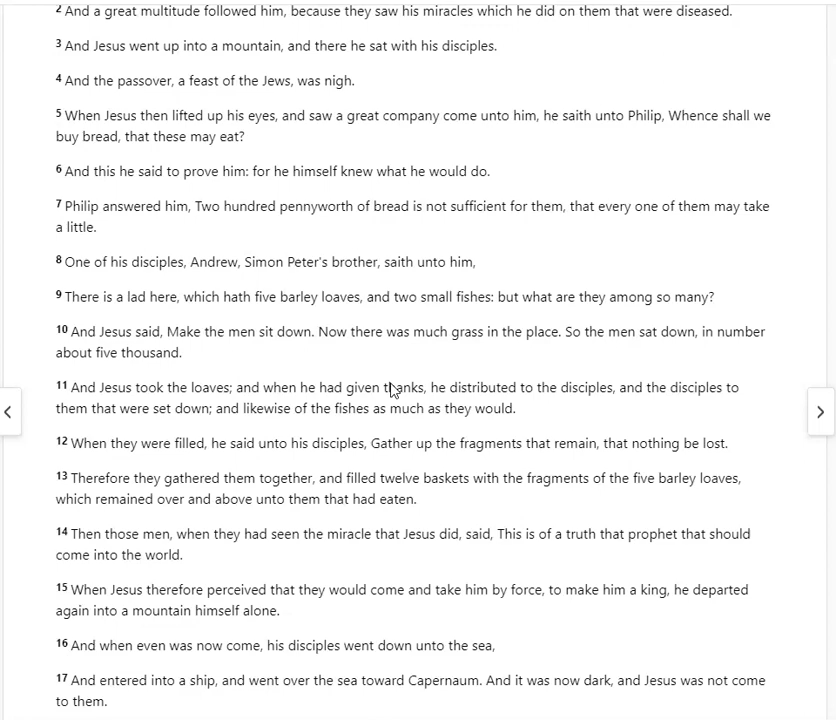 2 And a great multitude followed him, because they saw his miracles which he did on them that were diseased.
3 And Jesus went up into a mountain, and there he sat with his disciples.
4 And the passover, a feast of the Jews, was nigh.
5 When Jesus then lifted up his eyes, and saw a great company come unto him, he saith unto Philip, Whence shall we
buy bread, that these may eat?
6 And this he said to prove him: for he himself knew what he would do.
7 Philip answered him, Two hundred pennyworth of bread is not sufficient for them, that every one of them may take
a little.
8 One of his disciples, Andrew, Simon Peter's brother, saith unto him,
9 There is a lad here, which hath five barley loaves, and two small fishes: but what are they among so many?
10 And Jesus said, Make the men sit down. Now there was much grass in the place. So the men sat down, in number
about five thousand.
11 And Jesus took the loaves; and when he had given thanks, he distributed to the disciples, and the disciples to
them that were set down; and likewise of the fishes as much as they would.
12 When they were filled, he said unto his disciples, Gather up the fragments that remain, that nothing be lost.
13 Therefore they gathered them together, and filled twelve baskets with the fragments of the five barley loaves,
which remained over and above unto them that had eaten.
14 Then those men, when they had seen the miracle that Jesus did, said, This is of a truth that prophet that should
come into the world.
15 When Jesus therefore perceived that they would come and take him by force, to make him a king, he departed
again into a mountain himself alone.
16 And when even was now come, his disciples went down unto the sea,
17 And entered into a ship, and went over the sea toward Capernaum. And it was now dark, and Jesus was not come
to them.